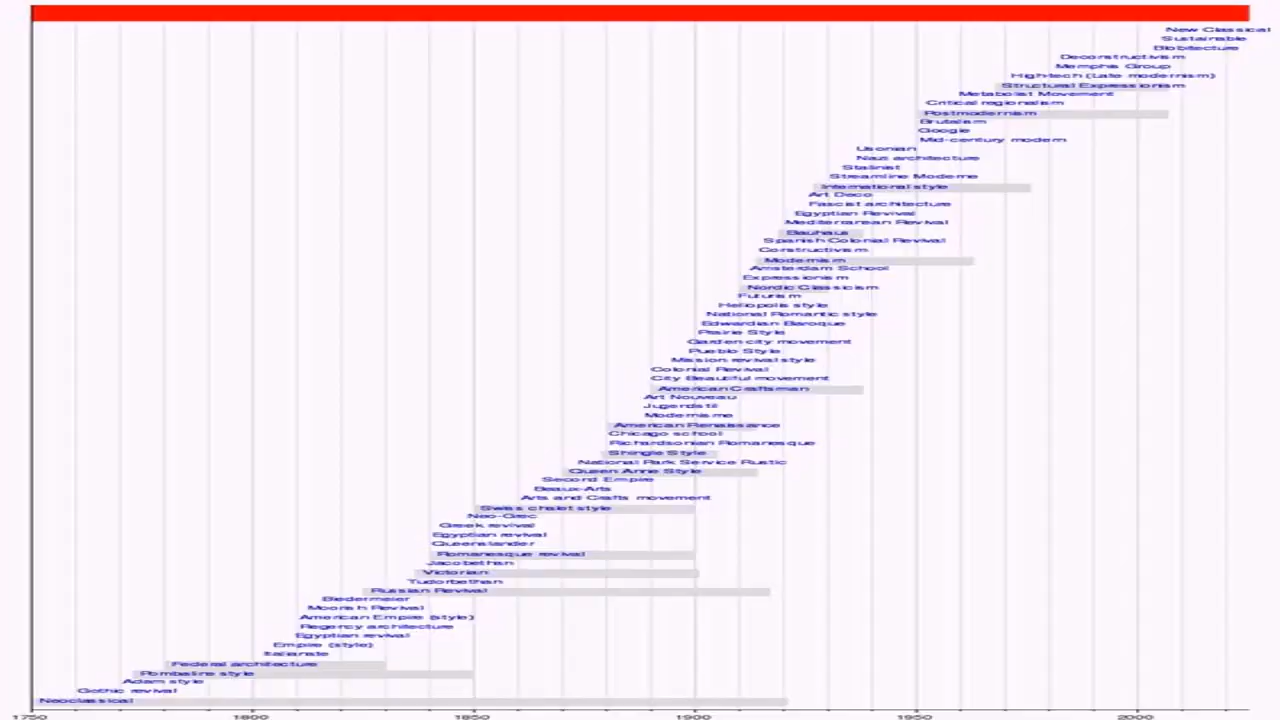 New Classical
Sustainable
Blobitecture
Deconstructivism
Memphis Group
High-tech (Late modernism)
Structural Expressionism
Metabolist Movement
Critical regionalism
Postmodernism
Brutalism
Google
Mid-century modern
Usonian
Nazi architecture
Stalinist
Streamline Moderne
International style
Art Deco
Fascist architecture
Egyptian Revival
Mediterranean Revival
Bauhaus
Spanish Colonial Revival
Constructivism
Modernism
Amsterdam School
Expressionism
Nordic Classicism
Futurism
Heliopolis style
National Romantic style
Edwardian Baroque
Prairie Style
Garden city movement
Pueblo Style
Mission revival style
Colonial Revival
City Beautiful movement
American Craftsman
Art Nouveau
Jugendstil
Modernisme
American Renaissance
Chicago school
Richardsonian Romanesque
Shingle Style
National Park Service Rustic
Queen Anne Style
Second Empire
Beaux-Arts
Arts and Crafts movement
Swiss chalet style
Neo-Grec
Greek revival
Egyptian revival
Queenslander
Romanesque revival
Jacobethan
Victorian
Tudorbethan
Russian Revival
Biedermeier
Moorish Revival
American Empire (style)
Regency architecture
Egyptian revival
Empire (style)
Italianate
Federal architecture
Pombaline style
Adam style
Gothic revival
Neoclassical
1750 1800 1850 1900 1950 2000